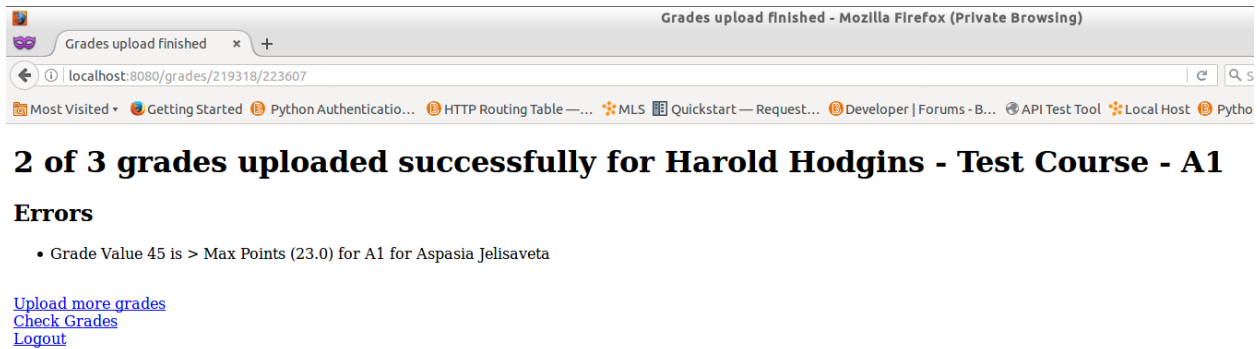 Grades upload finished - Mozilla Firefox (Private Browsing)
Grades upload finished × +
localhost:8080/grades/219318/223607
Most Visited Getting Started Python Authenticatio... HTTP Routing Table —... MLS Quickstart — Request... Developer | Forums - B... API Test Tool Local Host Pytho
2 of 3 grades uploaded successfully for Harold Hodgins - Test Course - A1
Errors
• Grade Value 45 is > Max Points (23.0) for A1 for Aspasia Jelisaveta
Upload more grades
Check Grades
Logout